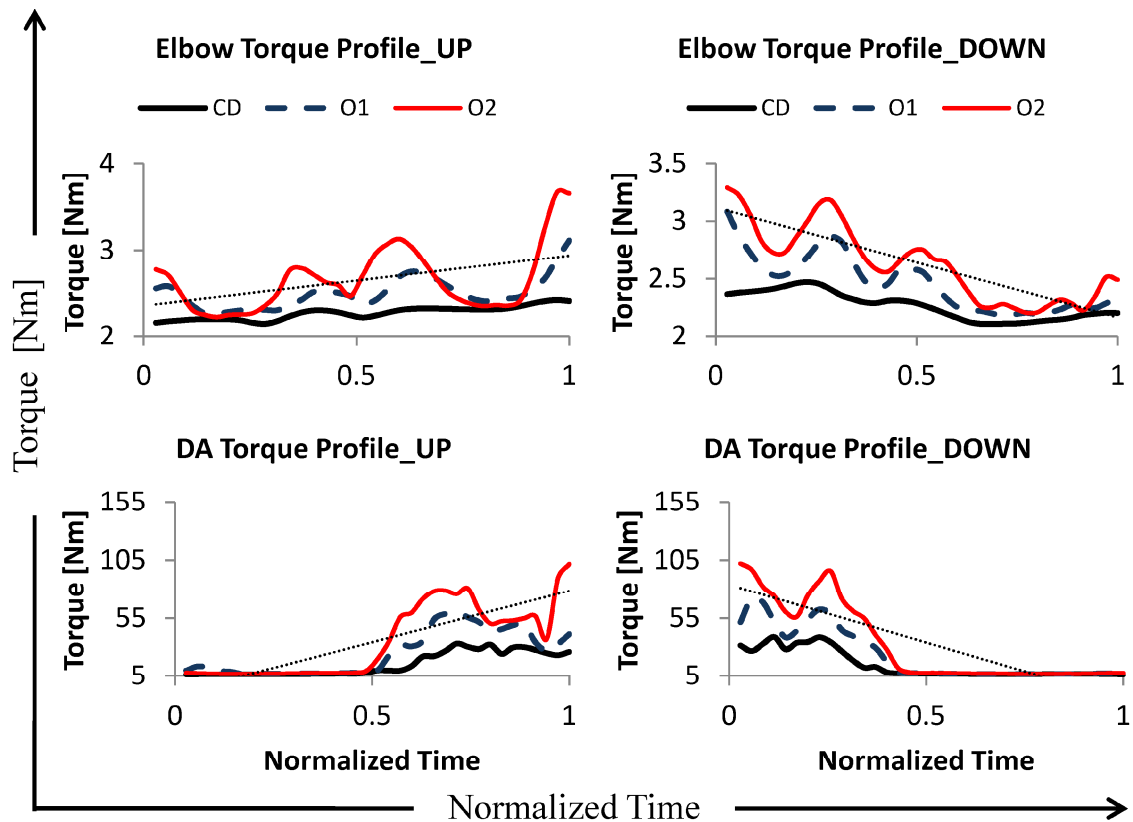 Elbow Torque Profile_UP
CD O1 O2
Torque [Nm]
4
3
2
0 0.5 1
Elbow Torque Profile_DOWN
CD O1 O2
Torque [Nm]
3.5
3
2.5
2
0 0.5 1
DA Torque Profile_UP
Torque [Nm]
155
105
55
5
0 0.5 1
Normalized Time
DA Torque Profile_DOWN
Torque [Nm]
155
105
55
5
0 0.5 1
Normalized Time
Torque [Nm]
Normalized Time